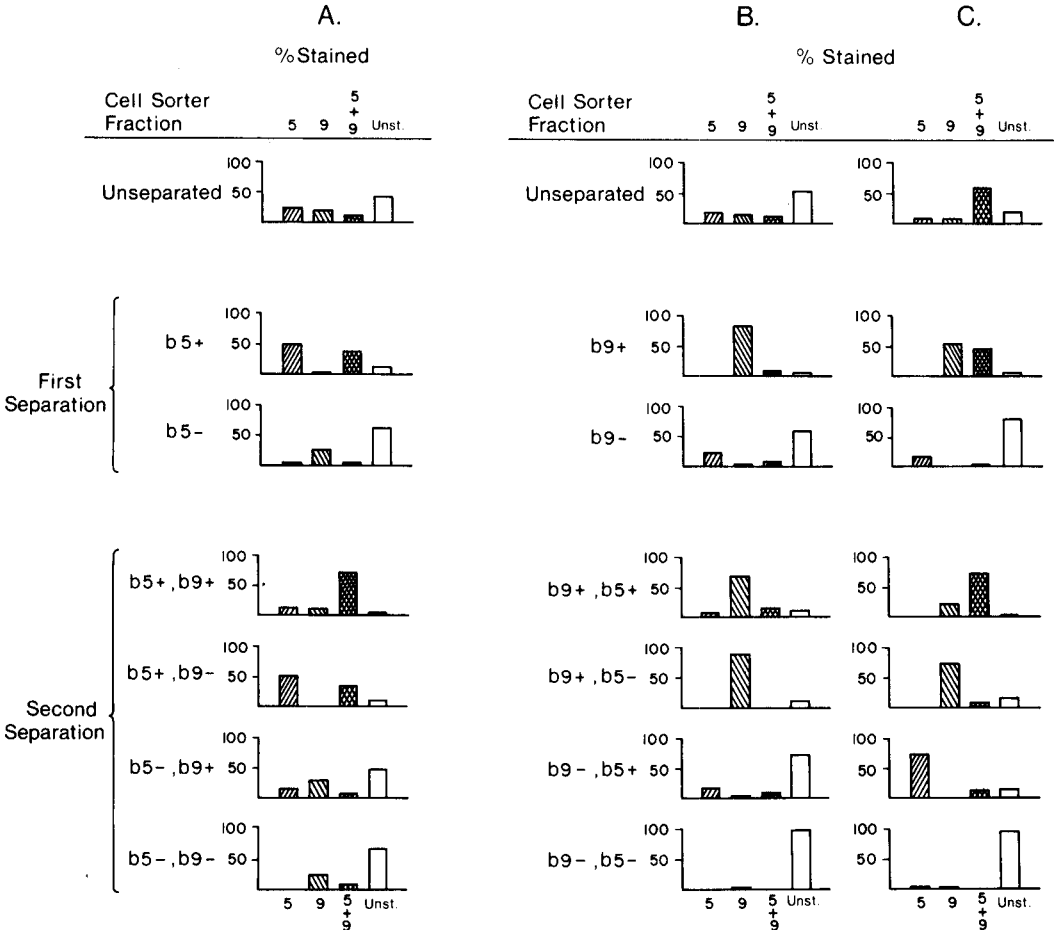 A. B. C.
%Stained % Stained
Cell Sorter Fraction 5 9 5+9 Unst.
Cell Sorter Fraction 5 9 5+9 Unst. 5 9 5+9 Unst.
Unseparated 100 50
Unseparated 100 50 100 50
First Separation
b5+ 100 50
b9+ 100 50 100 50
b5- 100 50
b9- 100 50 100 50
Second Separation
b5+,b9+ 100 50
b9+,b5+ 100 50 100 50
b5+,b9- 100 50
b9+,b5- 100 50 100 50
b5-,b9+ 100 50
b9-,b5+ 100 50 100 50
b5-,b9- 100 50
b9-,b5- 100 50 100 50
5 9 5+9 Unst. 5 9 5+9 Unst. 5 9 5+9 Unst.